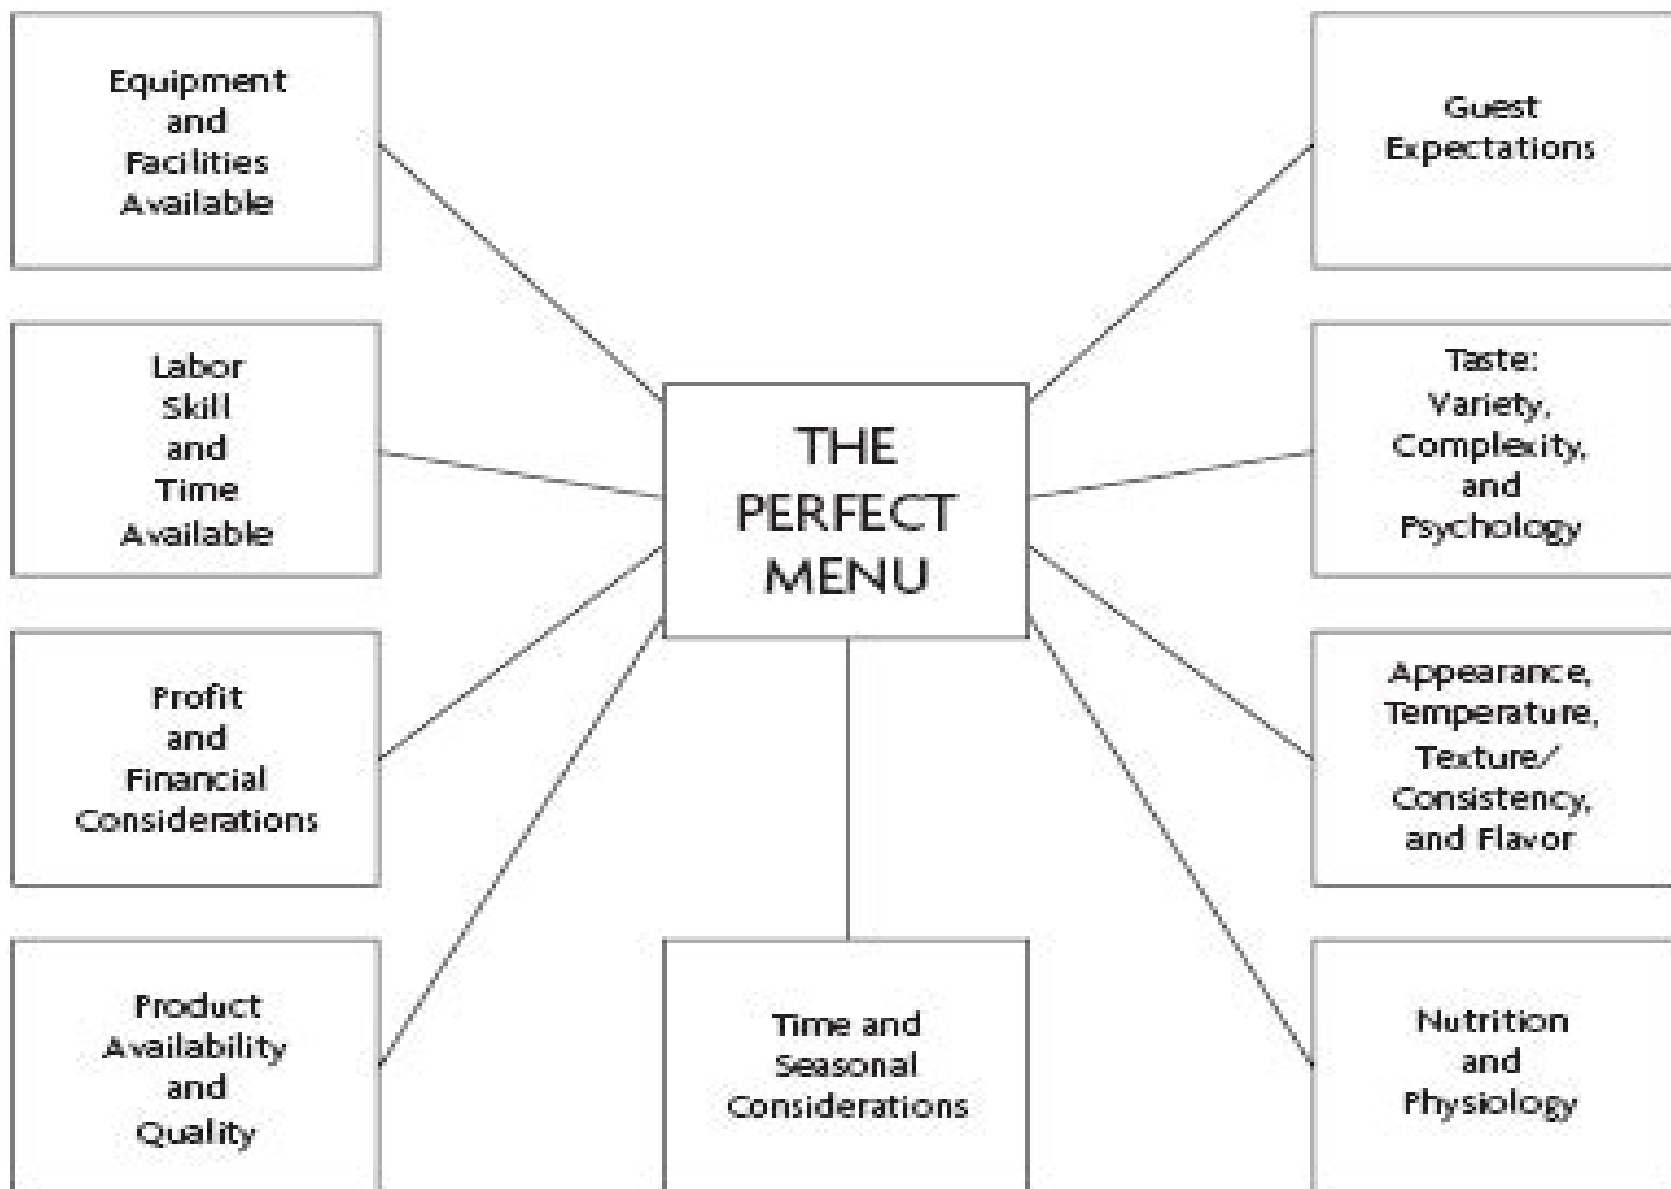 Equipment
and
Facilities
Available
Labor
Skill
and
Time
Available
Profit
and
Financial
Considerations
Product
Availability
and
Quality
THE
PERFECT
MENU
Time and
Seasonal
Considerations
Guest
Expectations
Taste:
Variety,
Complexity,
and
Psychology
Appearance,
Temperature,
Texture/
Consistency,
and Flavor
Nutrition
and
Physiology